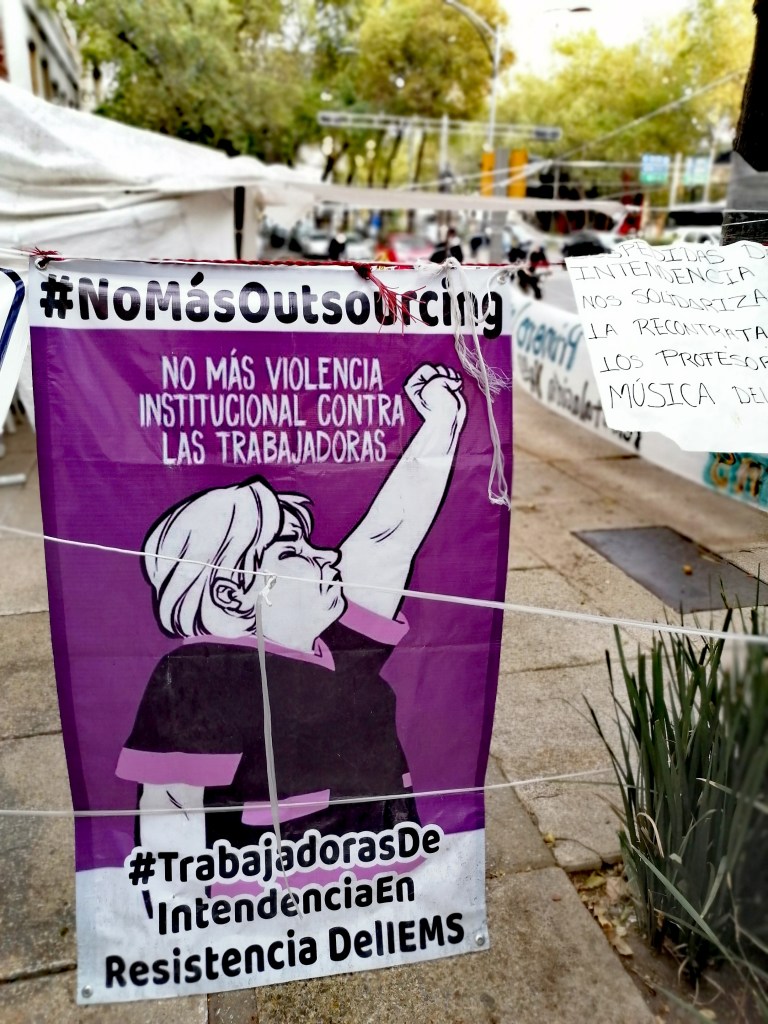 #NoMásOutsourcing
NO MÁS VIOLENCIA
INSTITUCIONAL CONTRA
LAS TRABAJADORAS
#TrabajadorasDe
IntendenciaEn
Resistencia DelIEMS
INTENDENCIA
NOS SOLIDARIZA
LA RECONTRATA
LOS PROFESOR
MÚSICA DEL